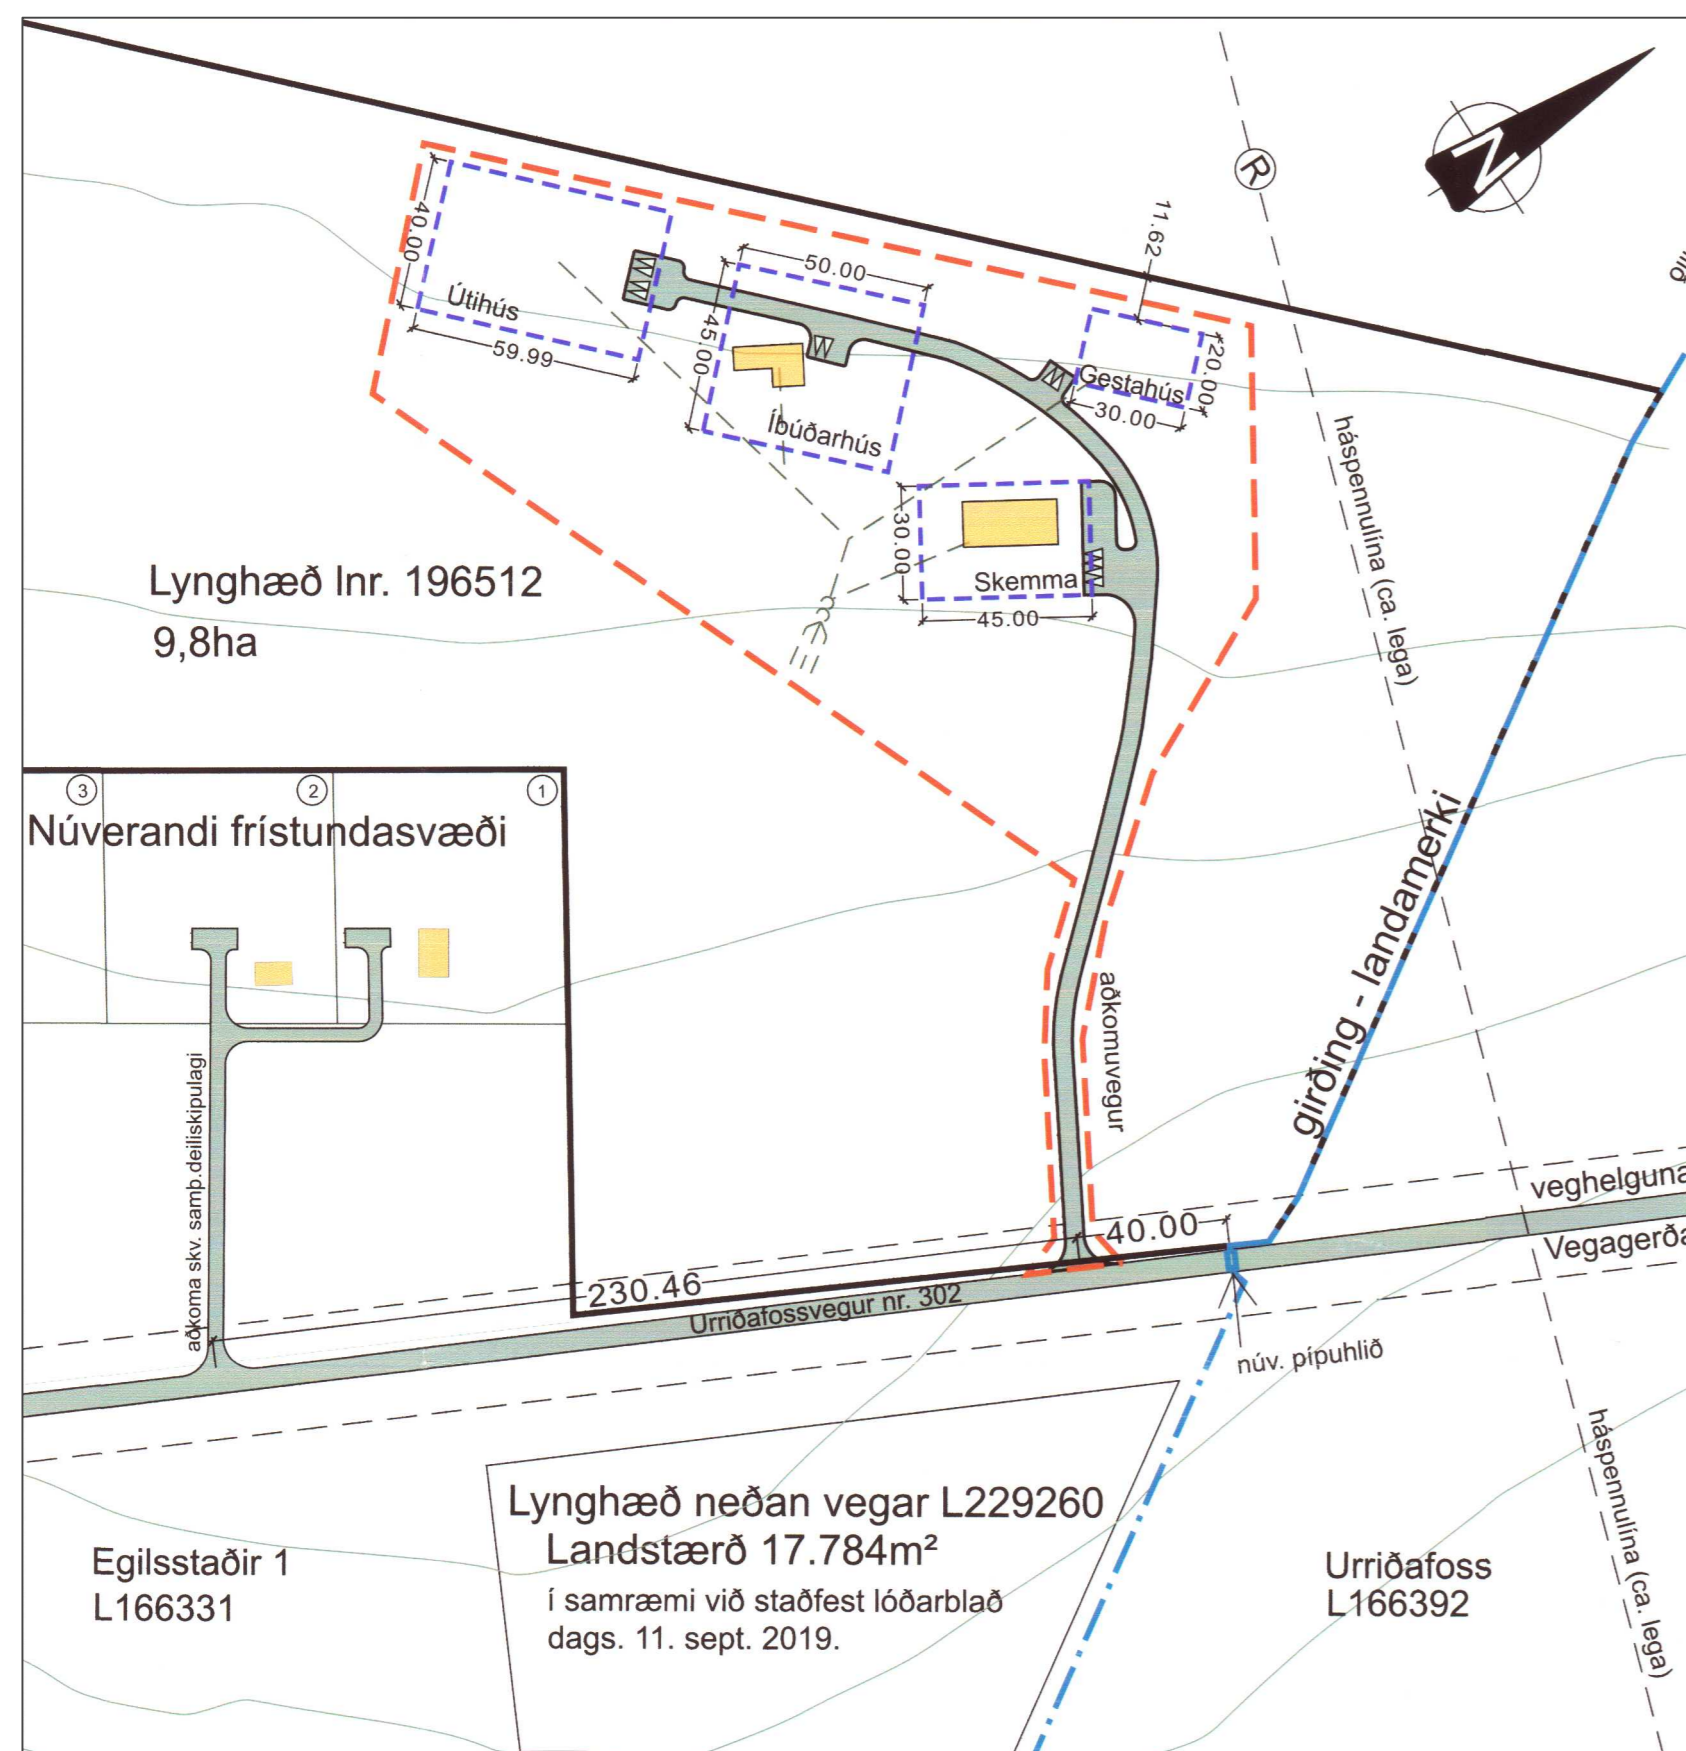 N
R
11.62
40.00
Útihús
59.99
50.00
45.00
Íbúðarhús
Gestahús
20.00
30.00
30.00
Skemma
45.00
háspennulína (ca. lega)
Lynghæð lnr. 196512
9,8ha
3
2
1
Núverandi frístundasvæði
aðkoma skv. samþ.deiliskipulagi
aðkomuvegur
girðing - landamerki
veghelguna
Vegagerða
40.00
230.46
Urriðafossvegur nr. 302
núv. pípuhlið
Lynghæð neðan vegar L229260
Landstærð 17.784m²
í samræmi við staðfest lóðarblað
dags. 11. sept. 2019.
Egilsstaðir 1
L166331
Urriðafoss
L166392
háspennulína (ca. lega)